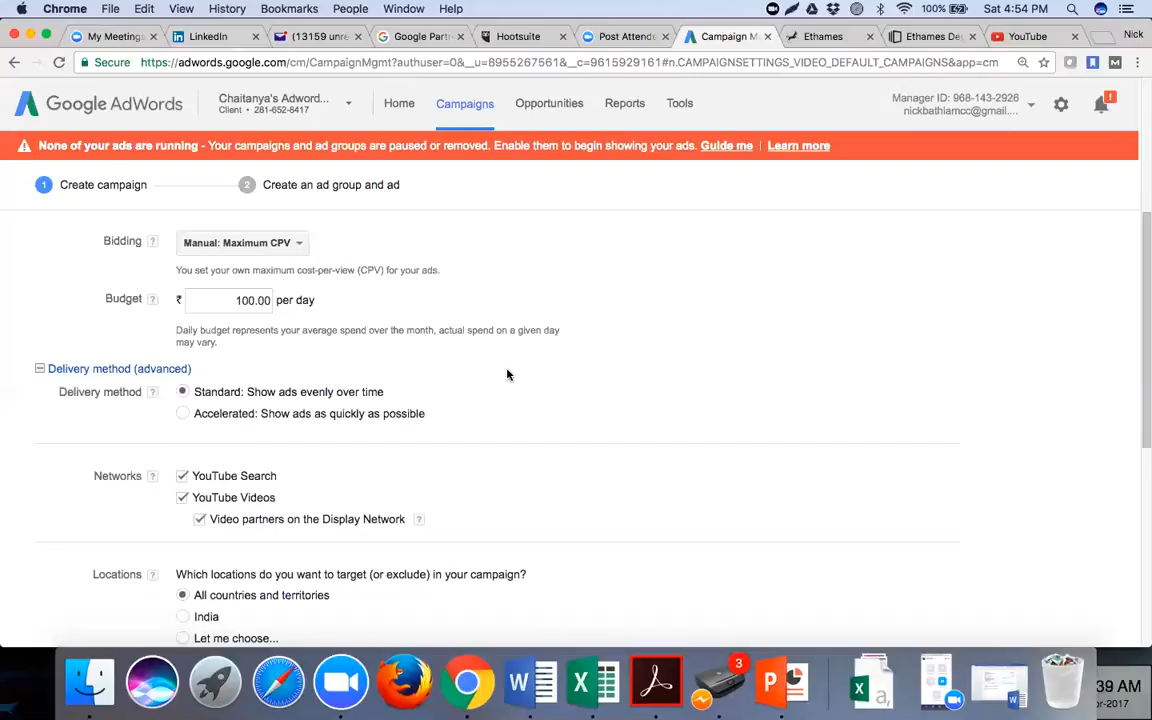 Chrome File Edit View History Bookmarks People Window Help 100% Sat 4:54 PM
My Meetings LinkedIn (13159 unre Google Partn Hootsuite Post Attende Campaign M Ethames Ethames De YouTube Nick
Secure https://adwords.google.com/cm/CampaignMgmt?authuser=0&__u=8955267561&__c=9615929161#n.CAMPAIGNSETTINGS_VIDEO_DEFAULT_CAMPAIGNS&app=cm
Google AdWords Chaitanya's Adword... Home Campaigns Opportunities Reports Tools Manager ID: 968-143-2926
Client • 281-652-8417 nickbathlamcc@gmail....
None of your ads are running - Your campaigns and ad groups are paused or removed. Enable them to begin showing your ads. Guide me | Learn more
1 Create campaign 2 Create an ad group and ad
Bidding ? Manual: Maximum CPV
You set your own maximum cost-per-view (CPV) for your ads.
Budget ? ₹ 100.00 per day
Daily budget represents your average spend over the month, actual spend on a given day
may vary.
Delivery method (advanced)
Delivery method ? Standard: Show ads evenly over time
Accelerated: Show ads as quickly as possible
Networks ? YouTube Search
YouTube Videos
Video partners on the Display Network ?
Locations ? Which locations do you want to target (or exclude) in your campaign?
All countries and territories
India
Let me choose...
3
39 AM
pr-2017